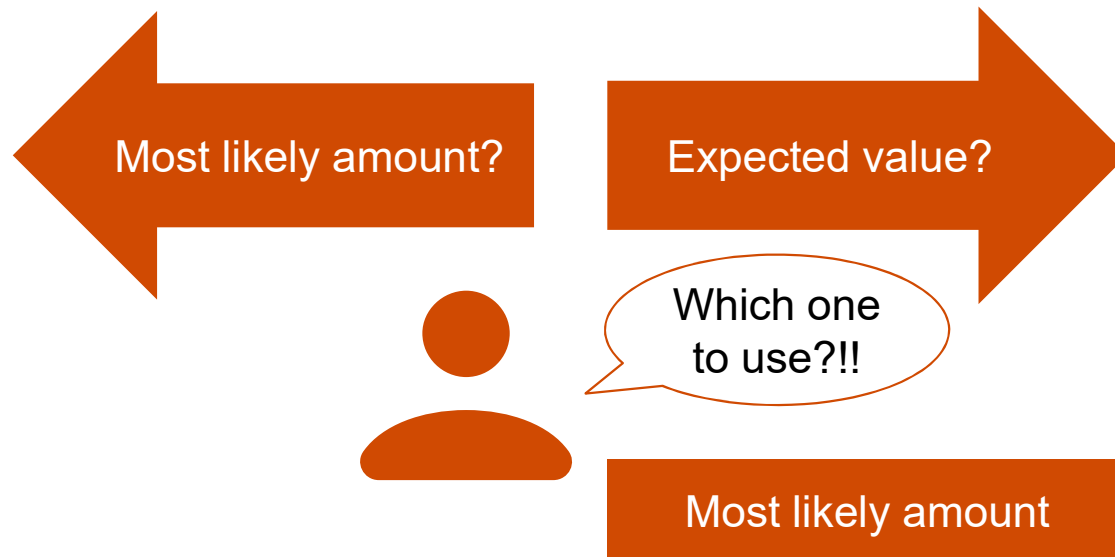 Most likely amount?
Expected value?
Which one
to use?!!
Most likely amount